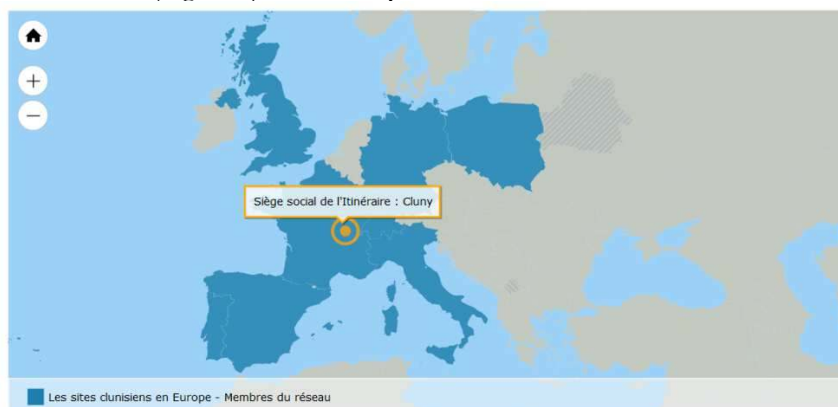 +
−
Siège social de l'Itinéraire : Cluny
Les sites clunisiens en Europe - Membres du réseau